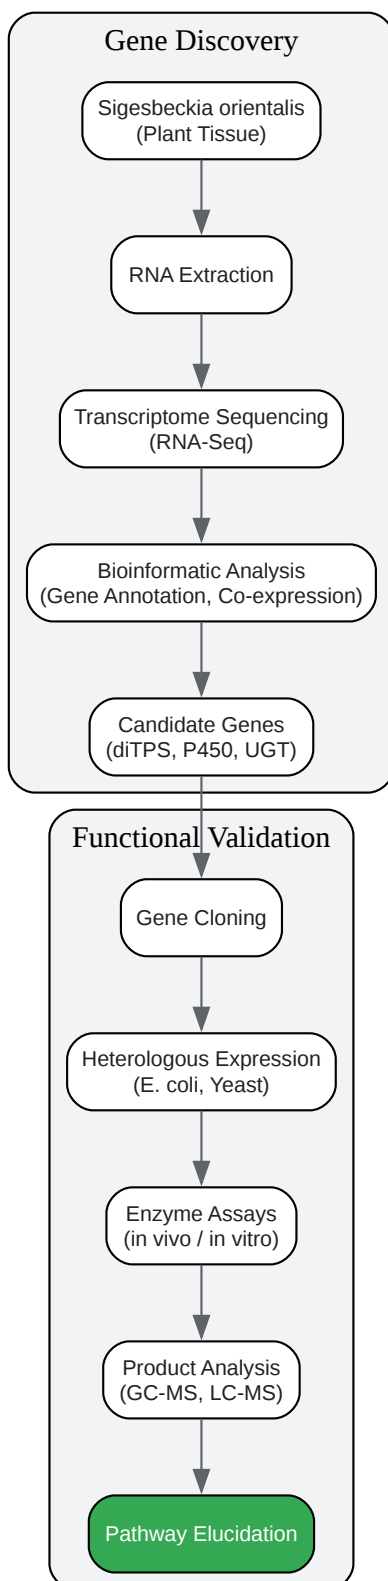 Gene Discovery
Sigesbeckia orientalis
(Plant Tissue)
RNA Extraction
Transcriptome Sequencing
(RNA-Seq)
Bioinformatic Analysis
(Gene Annotation, Co-expression)
Candidate Genes
(diTPS, P450, UGT)
Functional Validation
Gene Cloning
Heterologous Expression
(E. coli, Yeast)
Enzyme Assays
(in vivo / in vitro)
Product Analysis
(GC-MS, LC-MS)
Pathway Elucidation